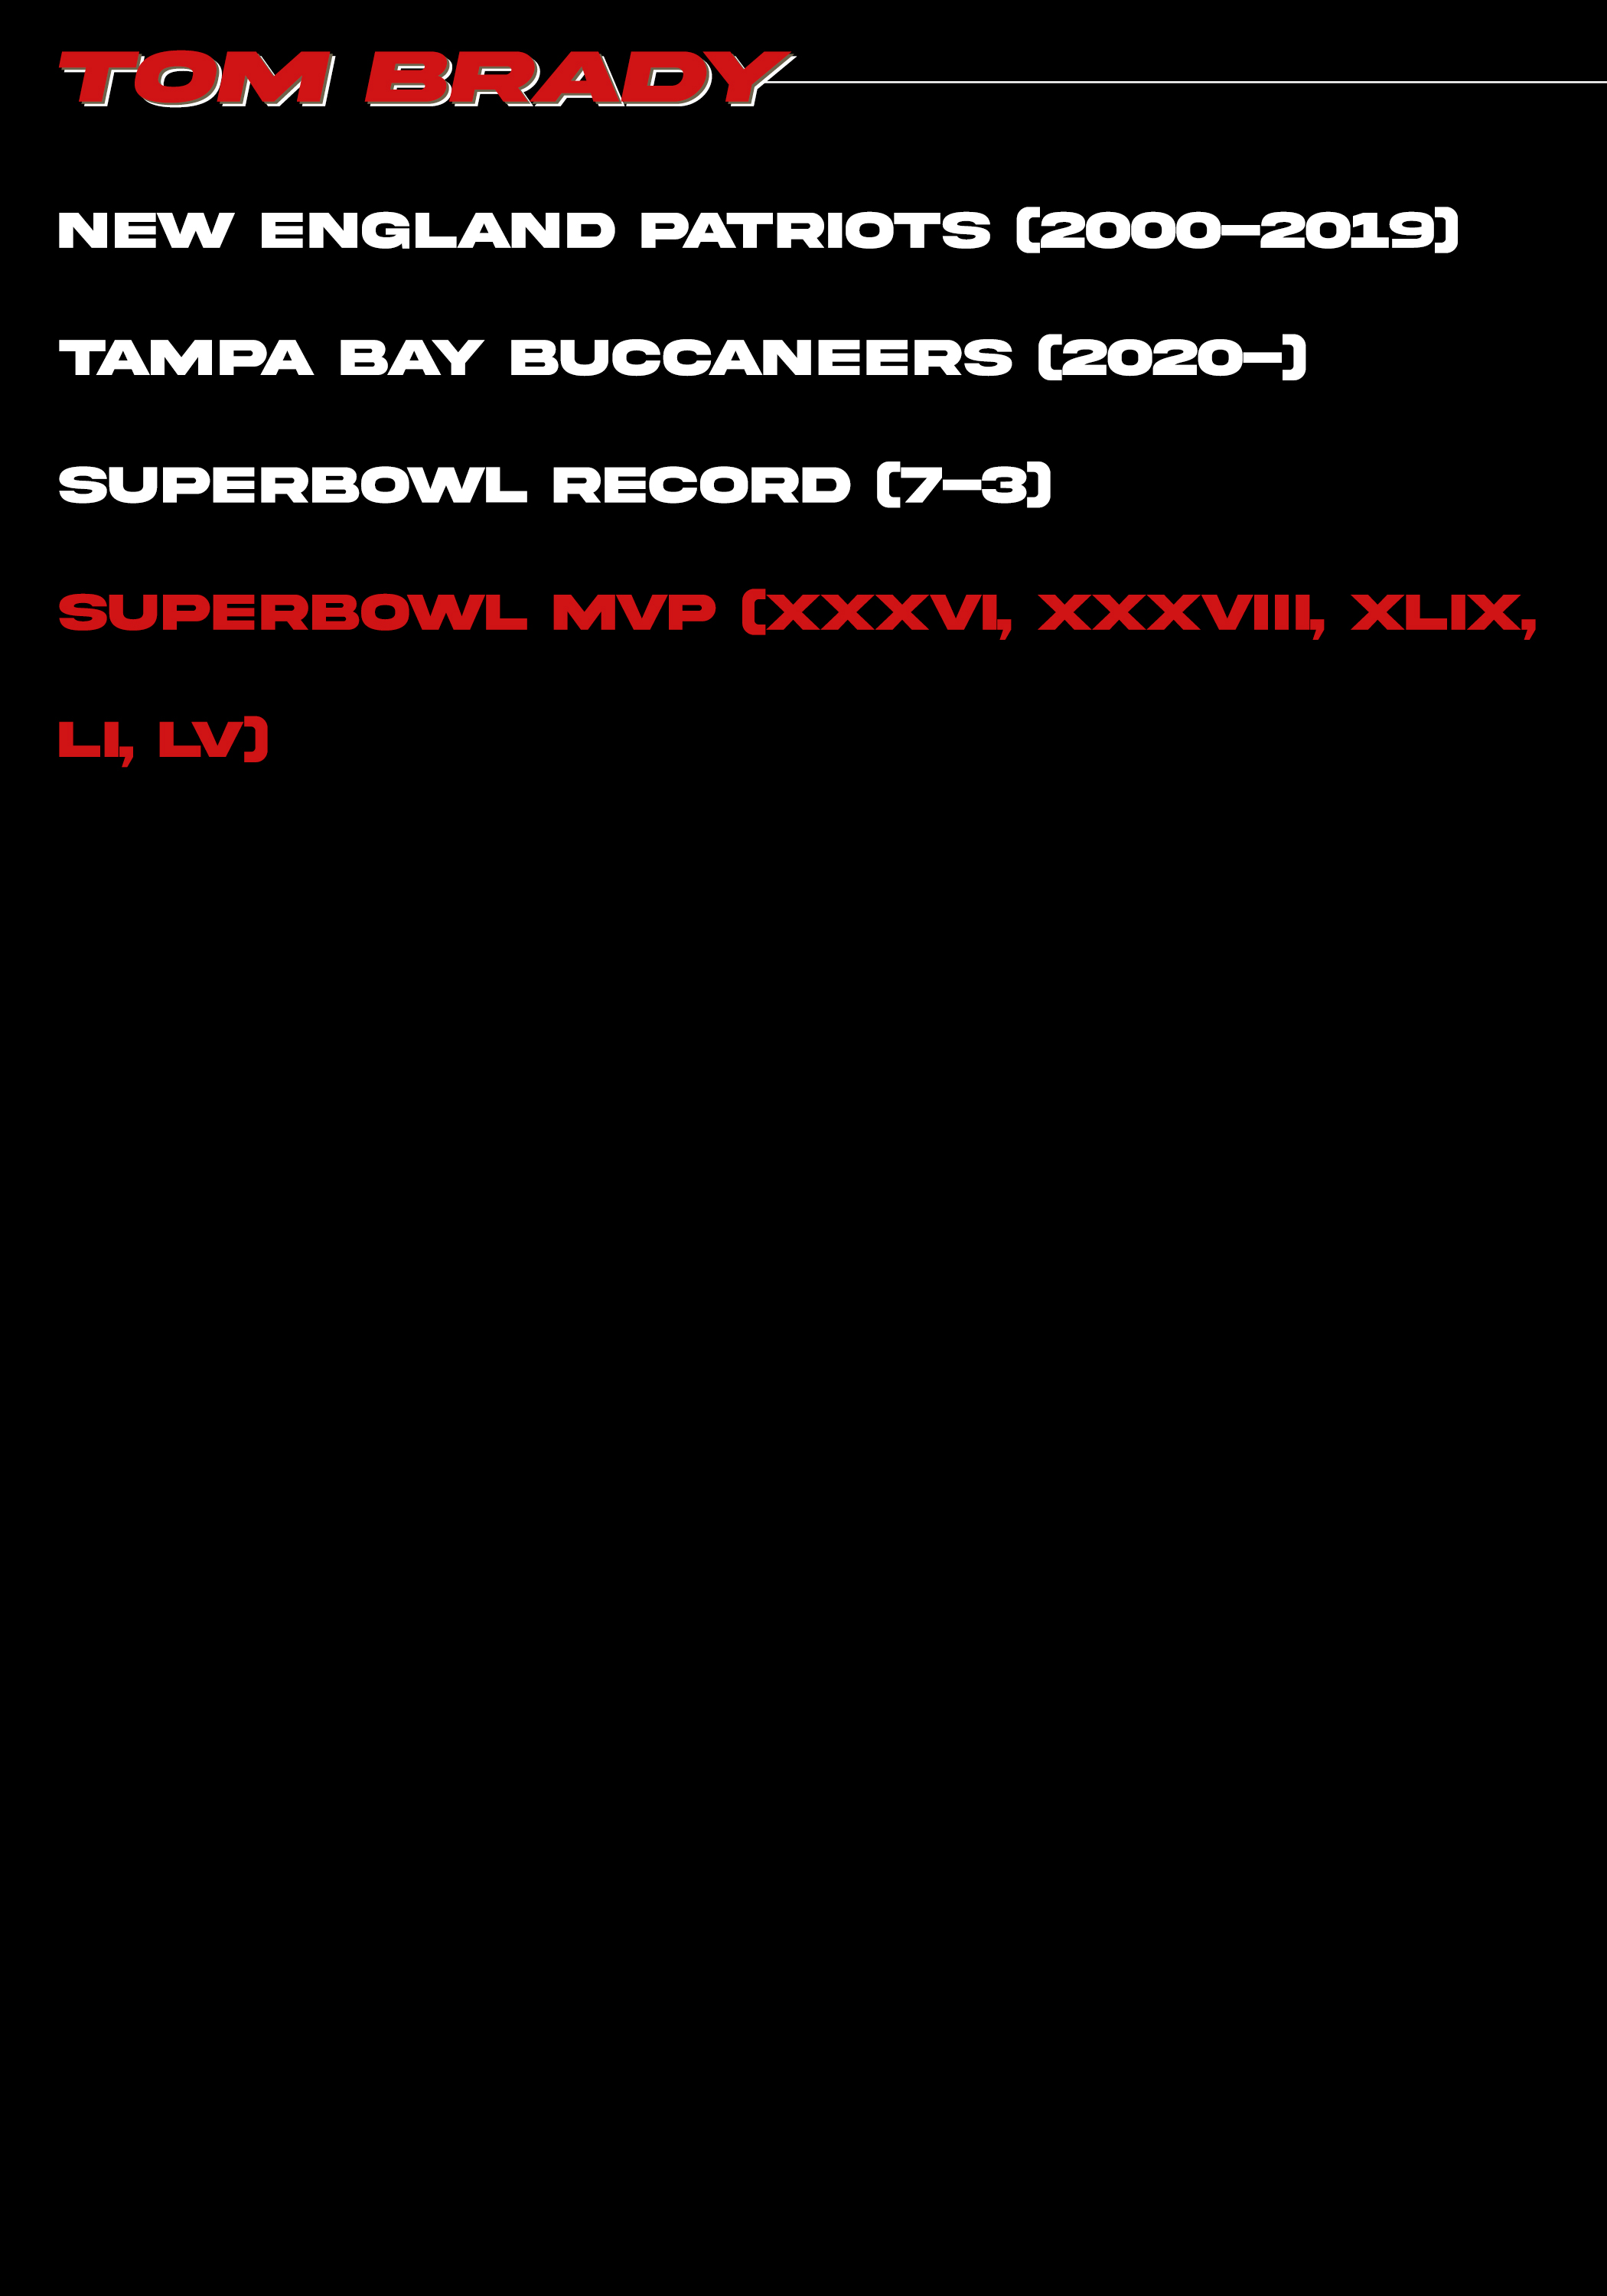 TOM BRADY
NEW ENGLAND PATRIOTS (2000–2019)
TAMPA BAY BUCCANEERS (2020–)
SUPERBOWL RECORD (7–3)
SUPERBOWL MVP (XXXVI, XXXVIII, XLIX,
LI, LV)